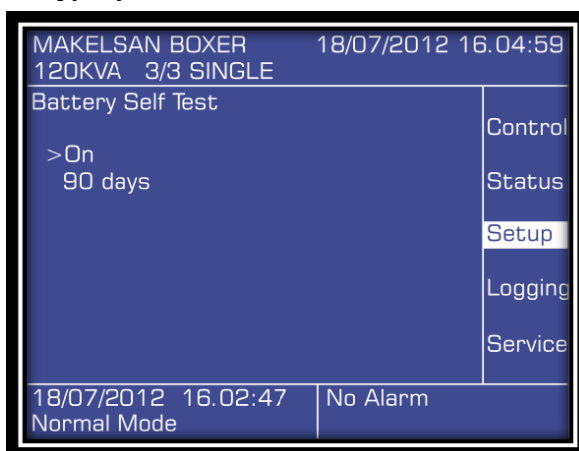 MAKELSAN BOXER 18/07/2012 16.04:59
120KVA 3/3 SINGLE
Battery Self Test
>On
90 days
Control
Status
Setup
Logging
Service
18/07/2012 16.02:47 No Alarm
Normal Mode